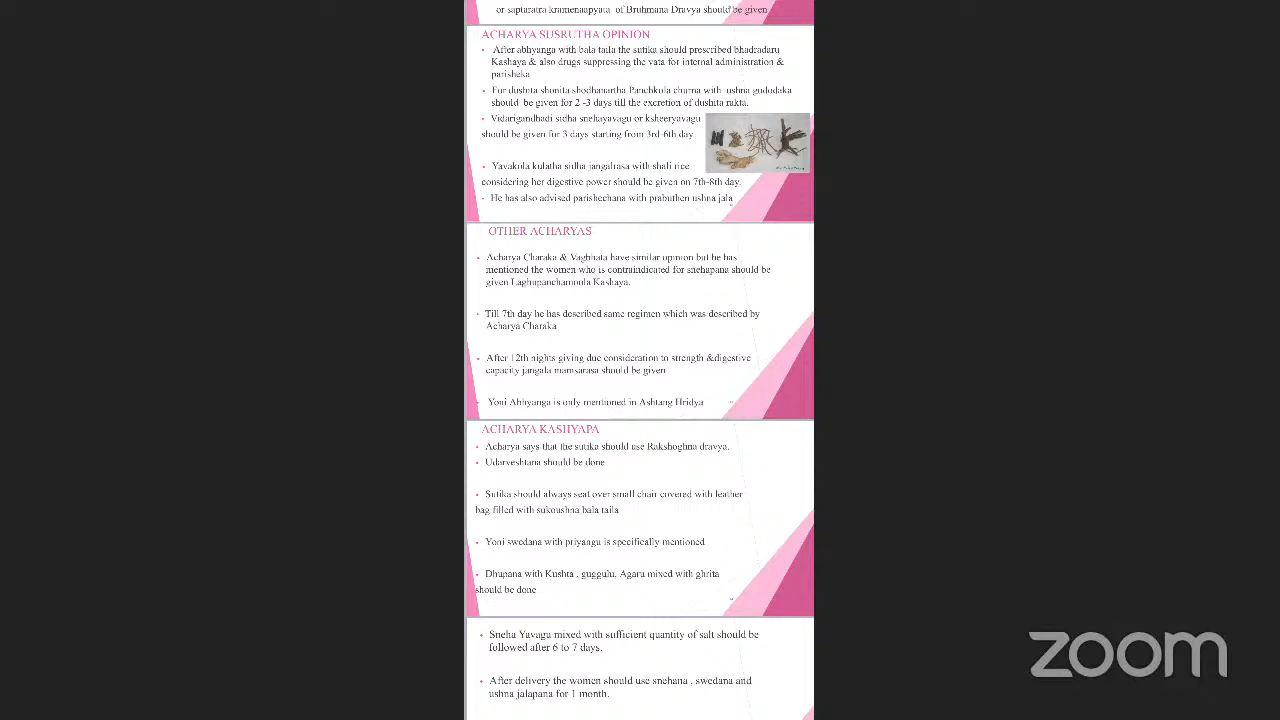 or saptaratra kramenaapyata of Bruhmana Dravya should be given
ACHARYA SUSRUTHA OPINION
• After abhyanga with bala taila the sutika should prescribed bhadradaru
Kashaya & also drugs suppressing the vata for internal administration &
parisheka
• For dushita shonita shodhanartha Panchkola churna with ushna gudodaka
should be given for 2 -3 days till the excretion of dushita rakta.
• Vidarigandhadi sidha snehayavagu or ksheeryavagu
should be given for 3 days starting from 3rd-6th day
• Yavakola kulatha sidha jangalrasa with shali rice
considering her digestive power should be given on 7th-8th day.
• He has also advised parishechana with prabuthen ushna jala
OTHER ACHARYAS
• Acharya Charaka & Vagbhata have similar opinion but he has
mentioned the women who is contraindicated for snehapana should be
given Laghupanchamoola Kashaya.
• Till 7th day he has described same regimen which was described by
Acharya Charaka
• After 12th nights giving due consideration to strength &digestive
capacity jangala mamsarasa should be given
• Yoni Abhyanga is only mentioned in Ashtang Hridya
ACHARYA KASHYAPA
• Acharya says that the sutika should use Rakshoghna dravya.
• Udarveshtana should be done
• Sutika should always seat over small chair covered with leather
bag filled with sukoushna bala taila
• Yoni swedana with priyangu is specifically mentioned
• Dhupana with Kushta , guggulu, Agaru mixed with ghrita
should be done
• Sneha Yavagu mixed with sufficient quantity of salt should be
followed after 6 to 7 days.
• After delivery the women should use snehana , swedana and
ushna jalapana for 1 month.
zoom